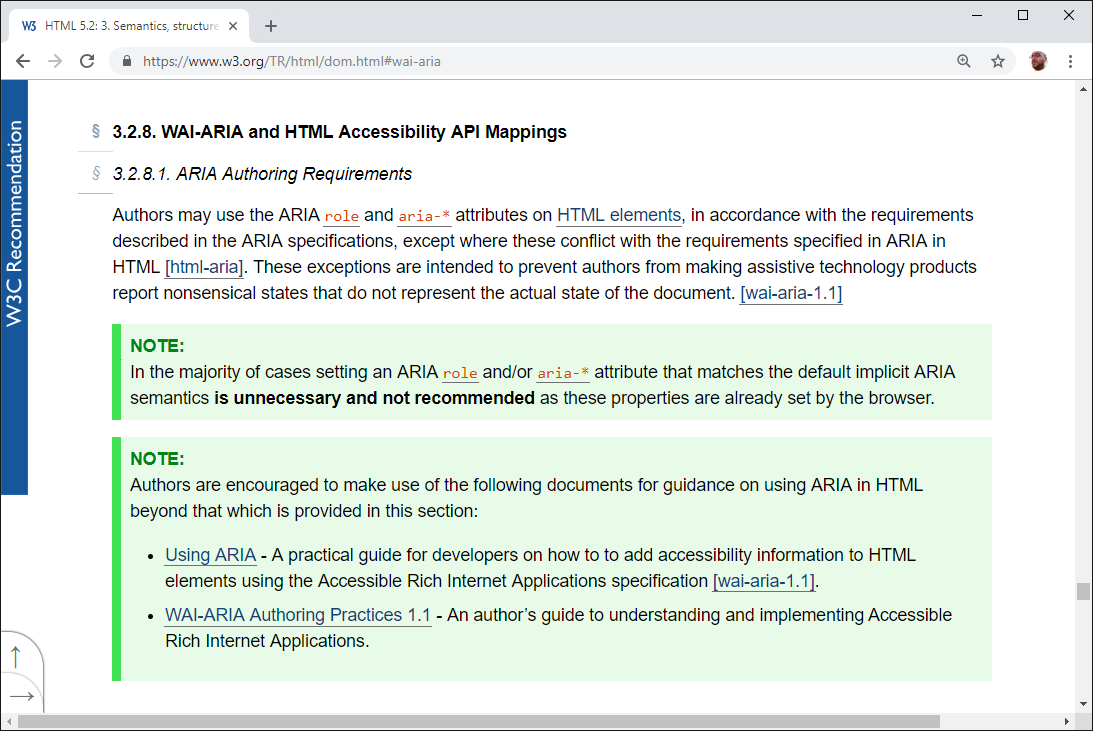 W3 HTML 5.2: 3. Semantics, structure
https://www.w3.org/TR/html/dom.html#wai-aria
W3C Recommendation
§ 3.2.8. WAI-ARIA and HTML Accessibility API Mappings
§ 3.2.8.1. ARIA Authoring Requirements
Authors may use the ARIA role and aria-* attributes on HTML elements, in accordance with the requirements
described in the ARIA specifications, except where these conflict with the requirements specified in ARIA in
HTML [html-aria]. These exceptions are intended to prevent authors from making assistive technology products
report nonsensical states that do not represent the actual state of the document. [wai-aria-1.1]
NOTE:
In the majority of cases setting an ARIA role and/or aria-* attribute that matches the default implicit ARIA
semantics is unnecessary and not recommended as these properties are already set by the browser.
NOTE:
Authors are encouraged to make use of the following documents for guidance on using ARIA in HTML
beyond that which is provided in this section:
• Using ARIA - A practical guide for developers on how to to add accessibility information to HTML
elements using the Accessible Rich Internet Applications specification [wai-aria-1.1].
• WAI-ARIA Authoring Practices 1.1 - An author’s guide to understanding and implementing Accessible
Rich Internet Applications.
↑
→